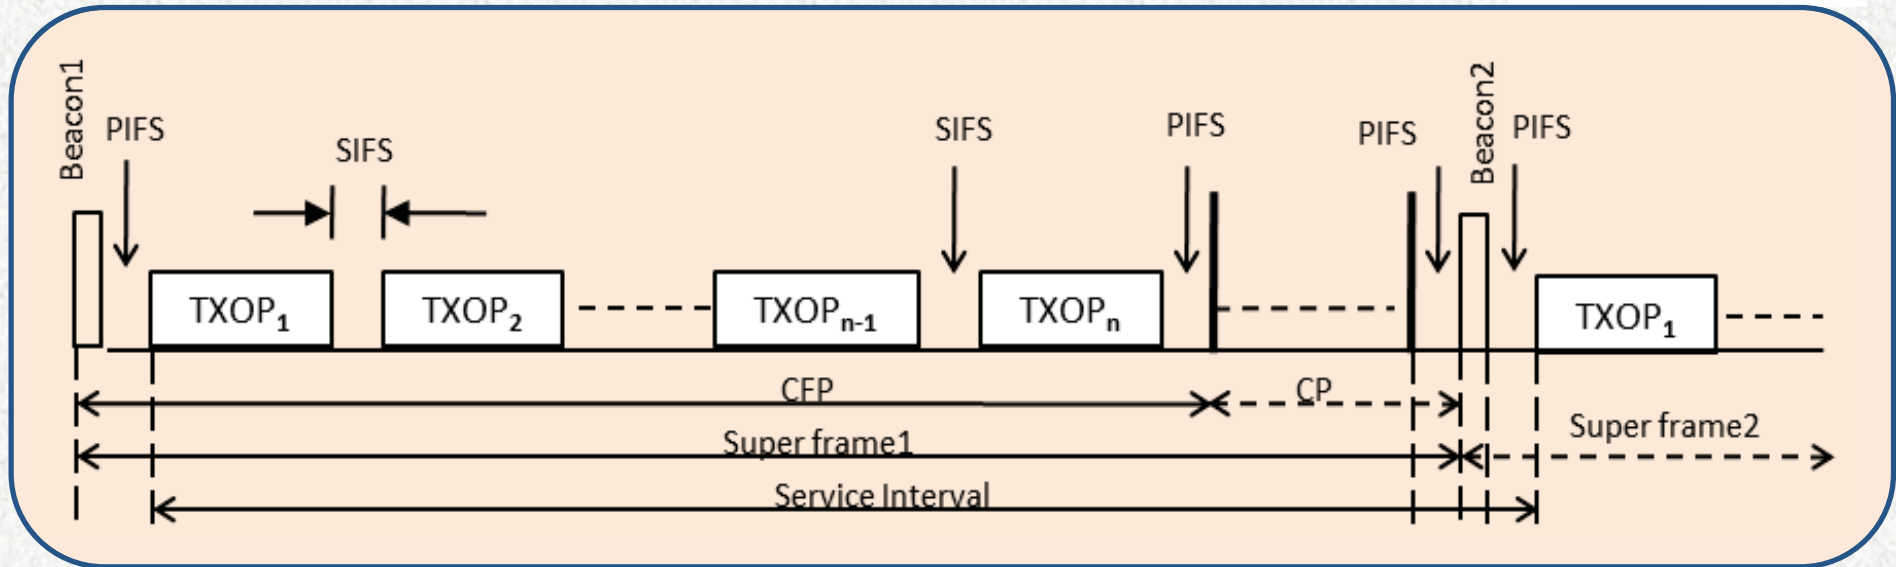 Beacon1
PIFS
SIFS
SIFS
PIFS
PIFS
Beacon2
PIFS
TXOP1
TXOP2
TXOPn-1
TXOPn
TXOP1
CFP
CP
Super frame1
Super frame2
Service Interval